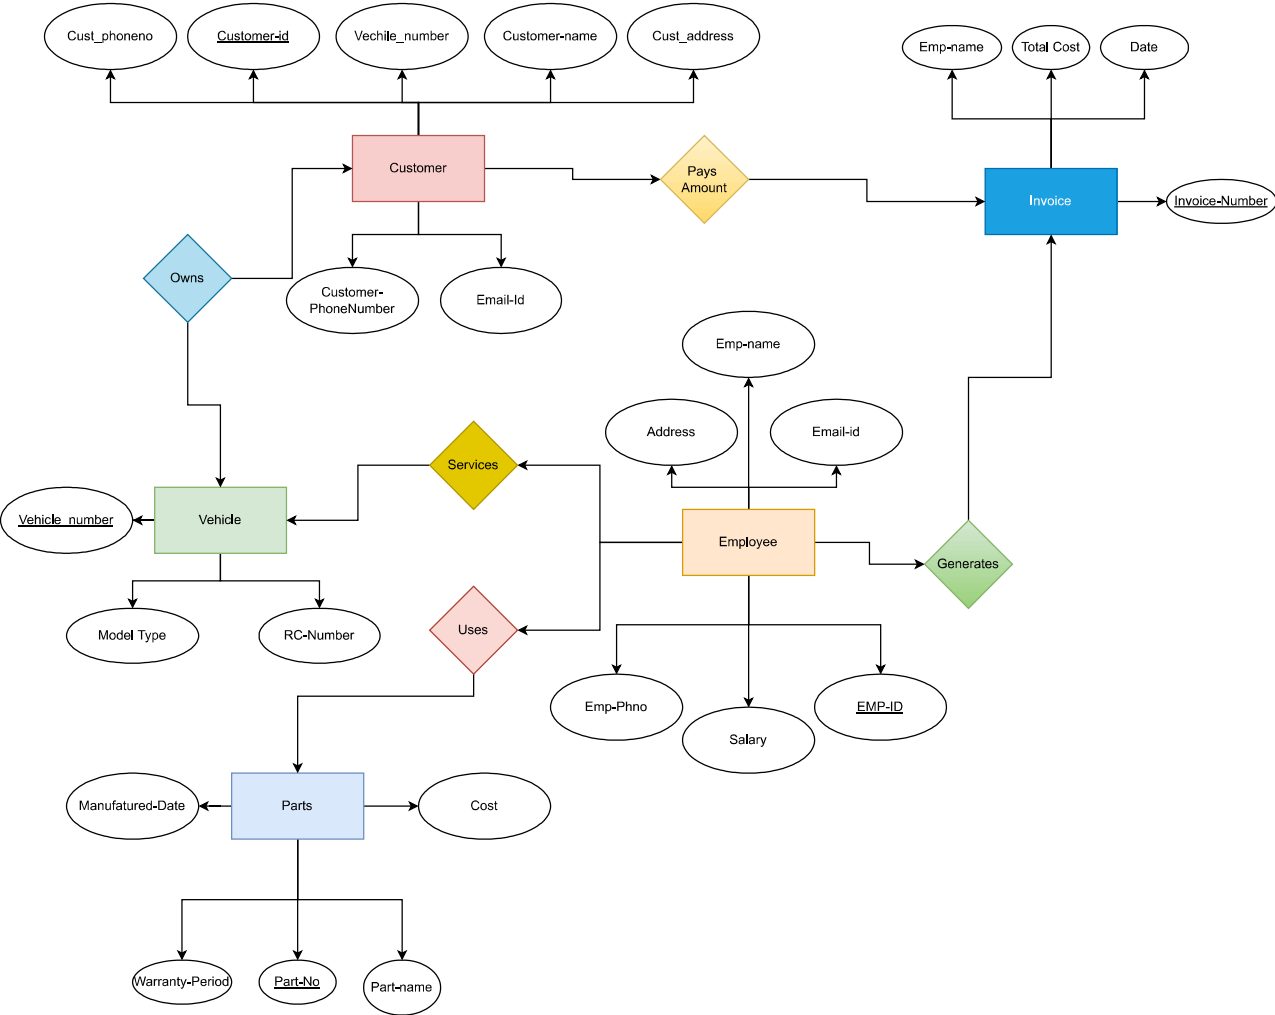 Cust_phoneno
Customer-id
Vechile_number
Customer-name
Cust_address
Emp-name
Total Cost
Date
Customer
Pays
Amount
Invoice
Invoice-Number
Owns
Customer-
PhoneNumber
Email-Id
Emp-name
Address
Email-id
Services
Vehicle_number
Vehicle
Employee
Generates
Model Type
RC-Number
Uses
Emp-Phno
Salary
EMP-ID
Manufatured-Date
Parts
Cost
Warranty-Period
Part-No
Part-name